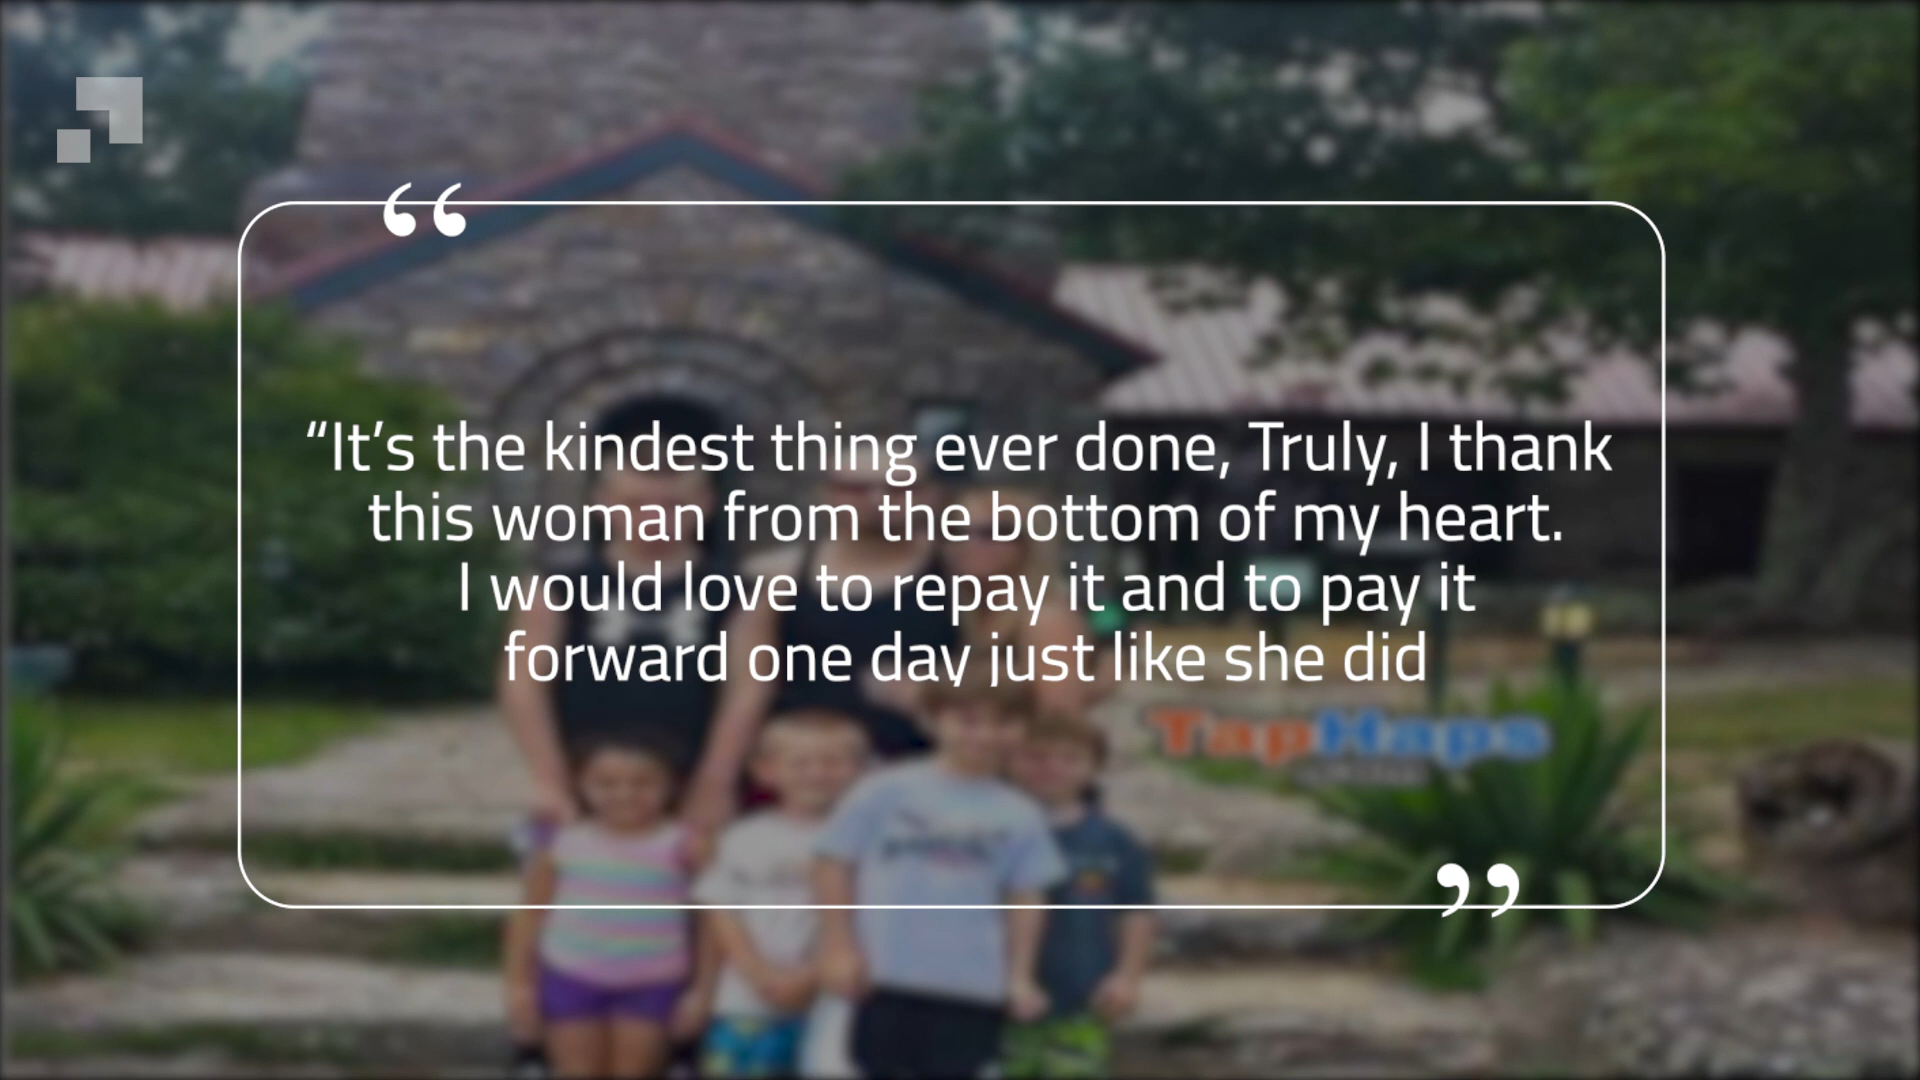 “It’s the kindest thing ever done, Truly, I thank
this woman from the bottom of my heart.
I would love to repay it and to pay it
forward one day just like she did
TapHaps